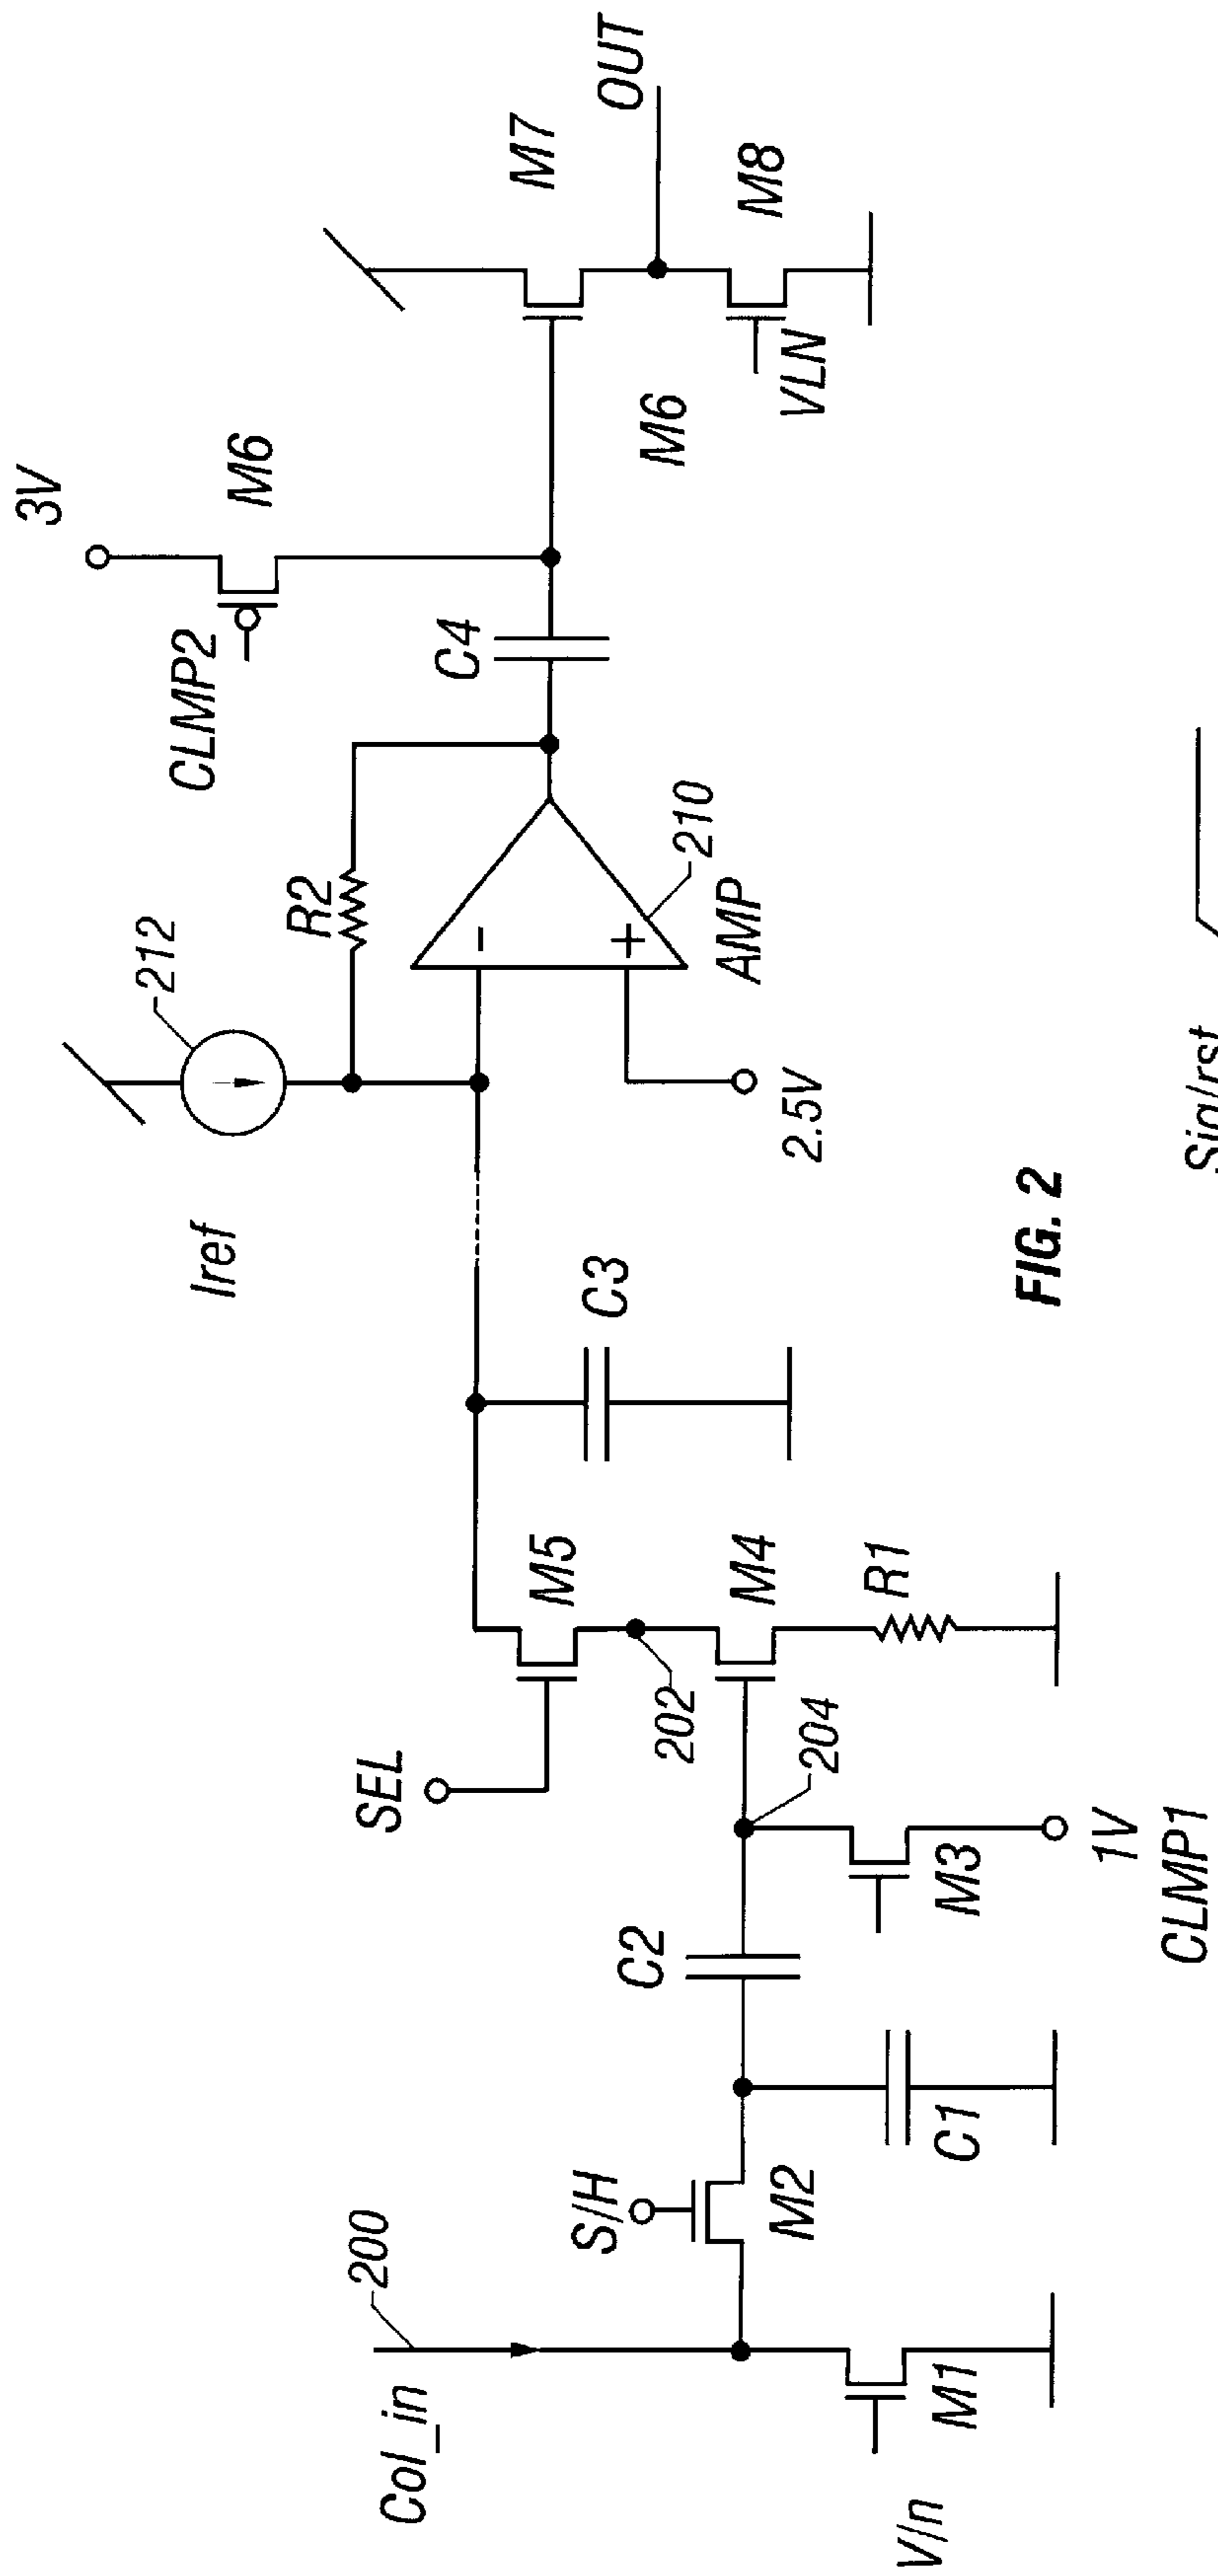 Col_in
200
V/n
M1
S/H
M2
C1
C2
204
M3
1V
CLMP1
SEL
M5
202
M4
R1
C3
Iref
212
R2
-
+
210
AMP
2.5V
C4
CLMP2
3V
M6
M6
M7
OUT
M8
VLN
FIG. 2
Sig/rst